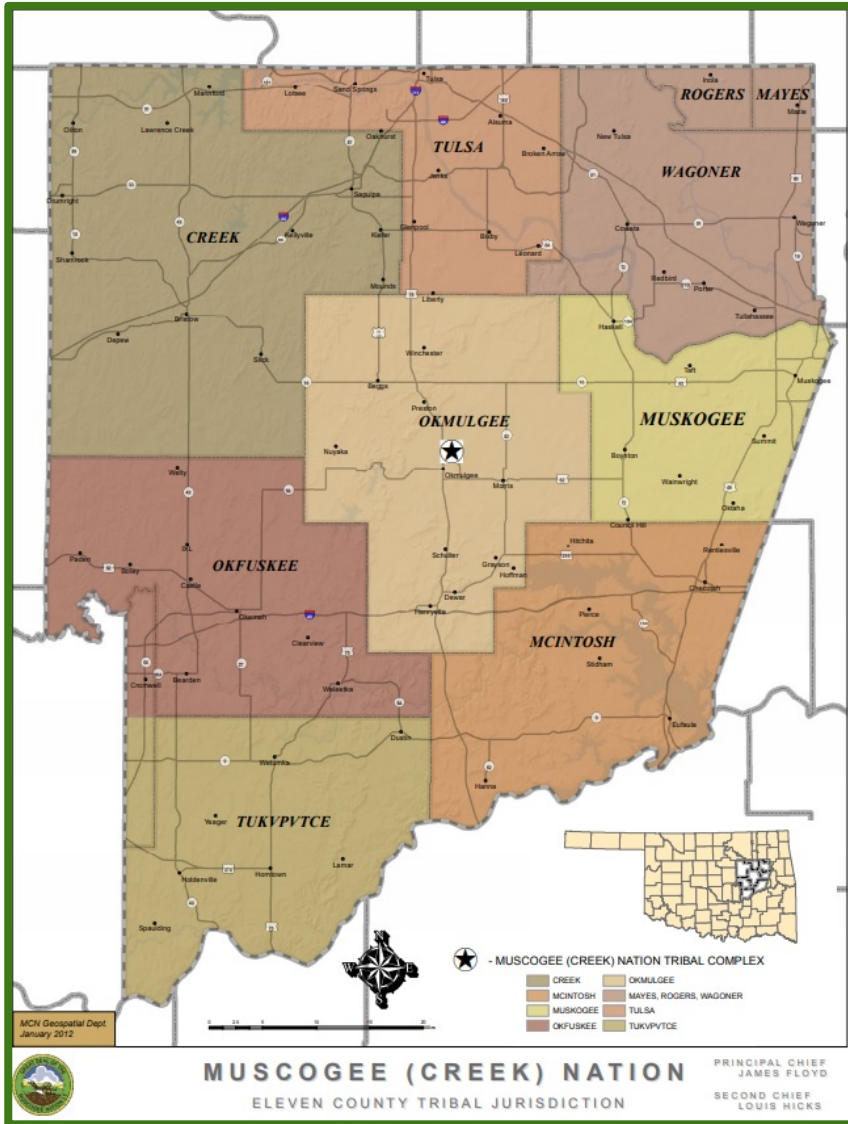 ROGERS MAYES
Inola
Mazie
Mannford
Lotsee
Sand Springs
Tulsa
Oilton
Lawrence Creek
Oakhurst
Alsuma
New Tulsa
TULSA
Broken Arrow
WAGONER
Jenks
Drumright
Sapulpa
CREEK
Kellyville
Kiefer
Glenpool
Bixby
Leonard
Coweta
Wagoner
Shamrock
Mounds
Redbird
Porter
Liberty
Tullahassee
Bristow
Haskell
Depew
Slick
Winchester
Taft
Beggs
Muskogee
Preston
OKMULGEE
MUSKOGEE
Nuyaka
Summit
Okmulgee
Boynton
Welty
Morris
Wainwright
Oktaha
Council Hill
IXL
Schulter
Hitchita
Rentiesville
Paden
Boley
OKFUSKEE
Grayson
Hoffman
Castle
Checotah
Dewar
Henryetta
Okemah
Pierce
Clearview
MCINTOSH
Stidham
Cromwell
Bearden
Weleetka
Eufaula
Dustin
Wetumka
Hanna
Yeager
TUKVPVTCE
Lamar
Holdenville
Horntown
Spaulding
N
W E
S
- MUSCOGEE (CREEK) NATION TRIBAL COMPLEX
CREEK
MCINTOSH
MUSKOGEE
OKFUSKEE
OKMULGEE
MAYES, ROGERS, WAGONER
TULSA
TUKVPVTCE
MCN Geospatial Dept.
January 2012
MUSCOGEE (CREEK) NATION
ELEVEN COUNTY TRIBAL JURISDICTION
PRINCIPAL CHIEF
JAMES FLOYD
SECOND CHIEF
LOUIS HICKS